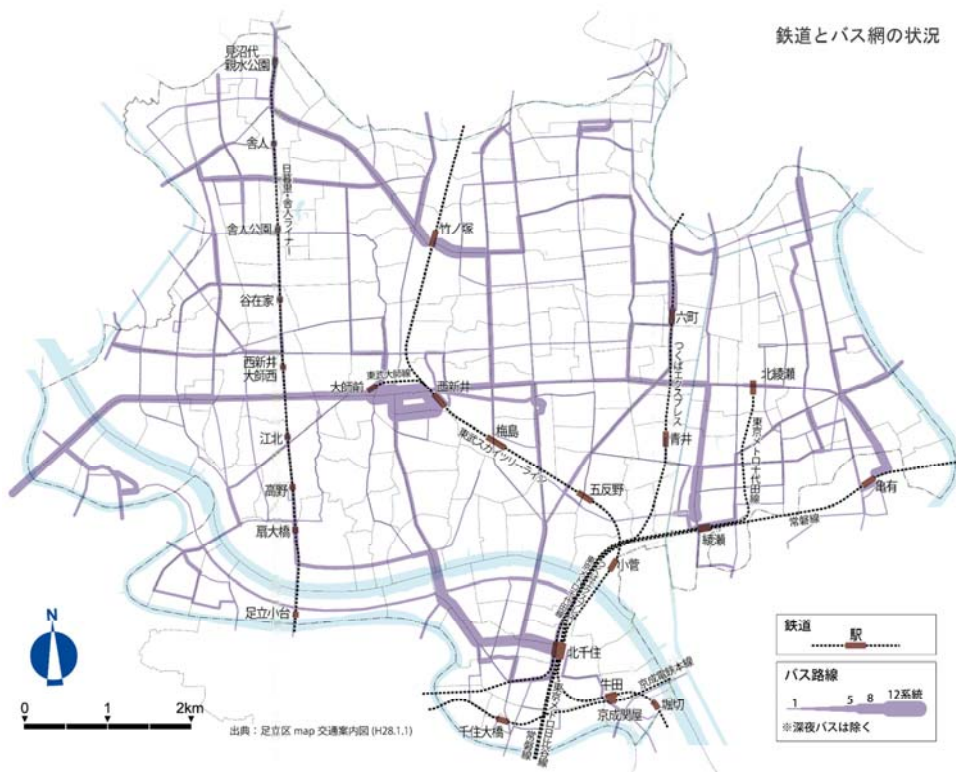 鉄道とバス網の状況
見沼代
親水公園
舎人
日暮里・舎人ライナー
舎人公園
竹ノ塚
谷在家
六町
つくばエクスプレス
西新井
大師西
東武大師線
大師前
西新井
北綾瀬
江北
梅島
東武スカイツリーライン
青井
東京メトロ千代田線
高野
五反野
亀有
扇大橋
綾瀬
常磐線
小菅
足立小台
北千住
牛田
京成電鉄本線
京成関屋
堀切
千住大橋
東京メトロ日比谷線
常磐線
N
0 1 2km
出典：足立区 map 交通案内図 (H28.1.1)
鉄道
駅
バス路線
1 5 8 12系統
※深夜バスは除く